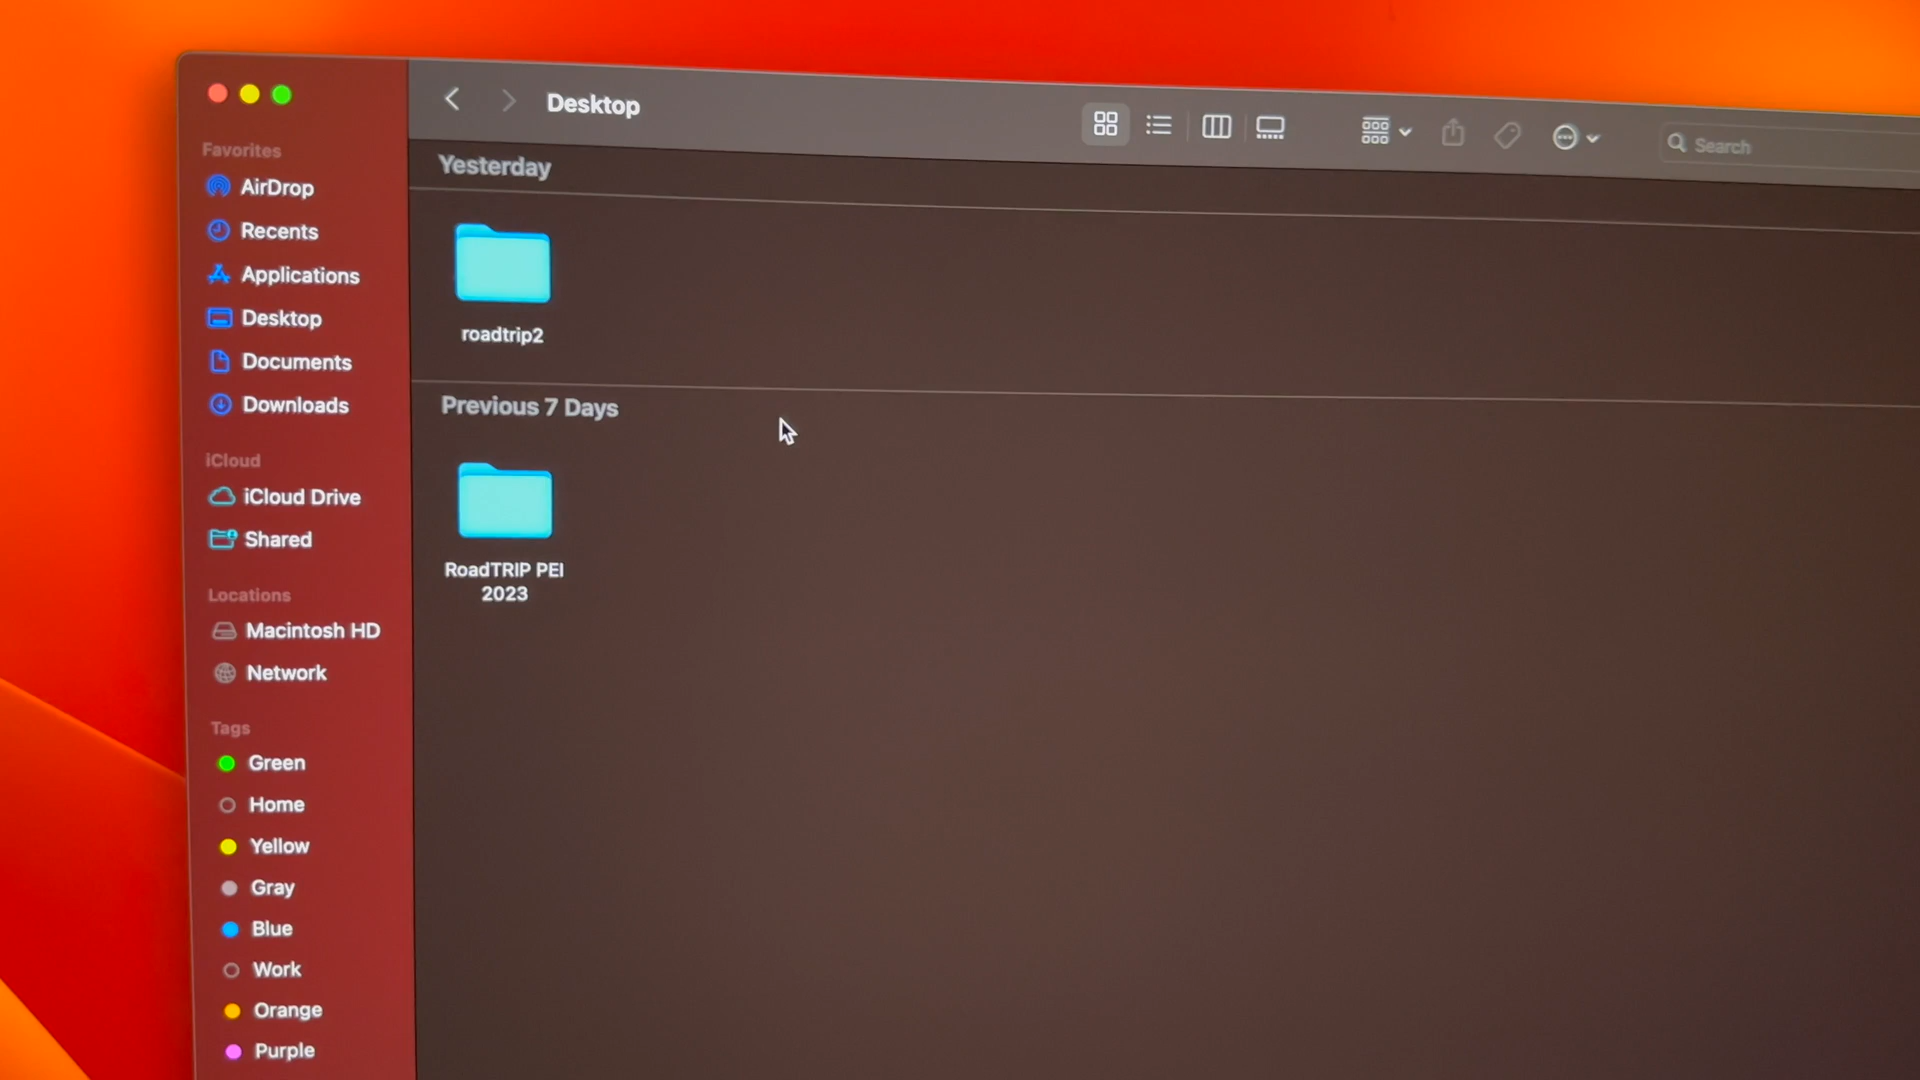 Desktop
Search
Favorites
AirDrop
Recents
Applications
Desktop
Documents
Downloads
iCloud
iCloud Drive
Shared
Locations
Macintosh HD
Network
Tags
Green
Home
Yellow
Gray
Blue
Work
Orange
Purple
Yesterday
roadtrip2
Previous 7 Days
RoadTRIP PEI
2023